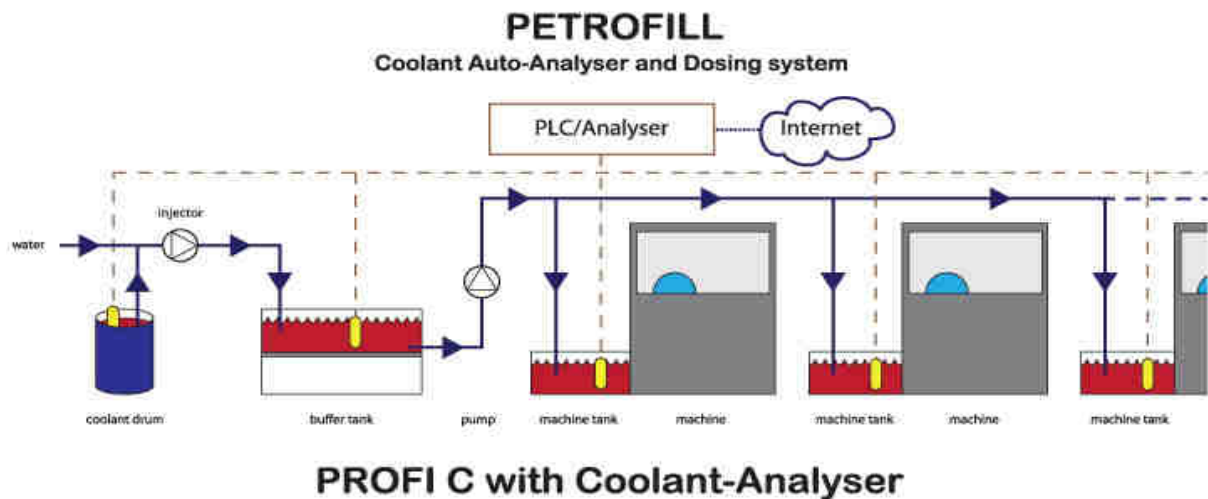 PETROFILL
Coolant Auto-Analyser and Dosing system
PLC/Analyser
Internet
injector
water
coolant drum
buffer tank
pump
machine tank
machine
machine tank
machine
machine tank
PROFI C with Coolant-Analyser